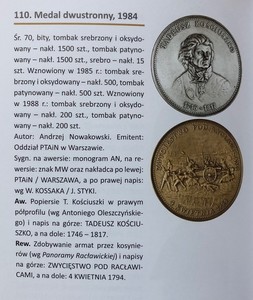 110. Medal dwustronny, 1984
Śr. 70, bity, tombak srebrzony i oksydo-
wany – nakł. 1500 szt., tombak patyno-
wany – nakł. 1500 szt., srebro – nakł. 15
szt. Wznowiony w 1985 r.: tombak sre-
brzony i oksydowany – nakł. 500, tombak
patynowany – nakł. 500 szt. Wznowiony
w 1988 r.: tombak srebrzony i oksydo-
wany – nakł. 200 szt., tombak patyno-
wany – nakł. 200 szt.
Autor: Andrzej Nowakowski. Emitent:
Oddział PTAiN w Warszawie.
Sygn. na awersie: monogram AN, na re-
wersie: znak MW oraz nakładca po lewej:
PTAiN / WARSZAWA, a po prawej napis:
wg W. KOSSAKA / J. STYKI.
Aw. Popiersie T. Kościuszki w prawym
półprofilu (wg Antoniego Oleszczyńskie-
go) i napis na górze: TADEUSZ KOŚCIU-
SZKO, a na dole: 1746 – 1817.
Rew. Zdobywanie armat przez kosynie-
rów (wg Panoramy Racławickiej) i napisy
na górze: ZWYCIĘSTWO POD RACŁAWI-
CAMI, a na dole: 4 KWIETNIA 1794.
TADEUSZ KOŚCIUSZKO